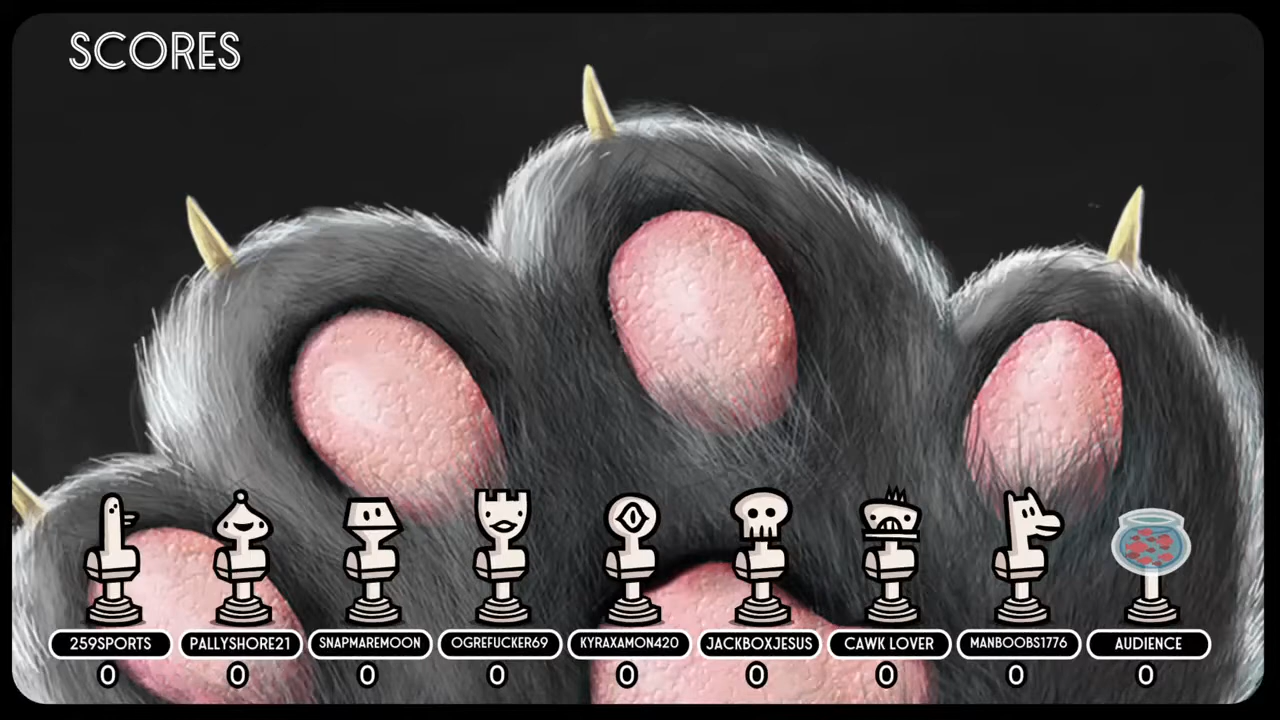 SCORES
259SPORTS PALLYSHORE21 SNAPMAREMOON OGREFUCKER69 KYRAXAMON420 JACKBOXJESUS CAWK LOVER MANBOOBS1776 AUDIENCE
0 0 0 0 0 0 0 0 0